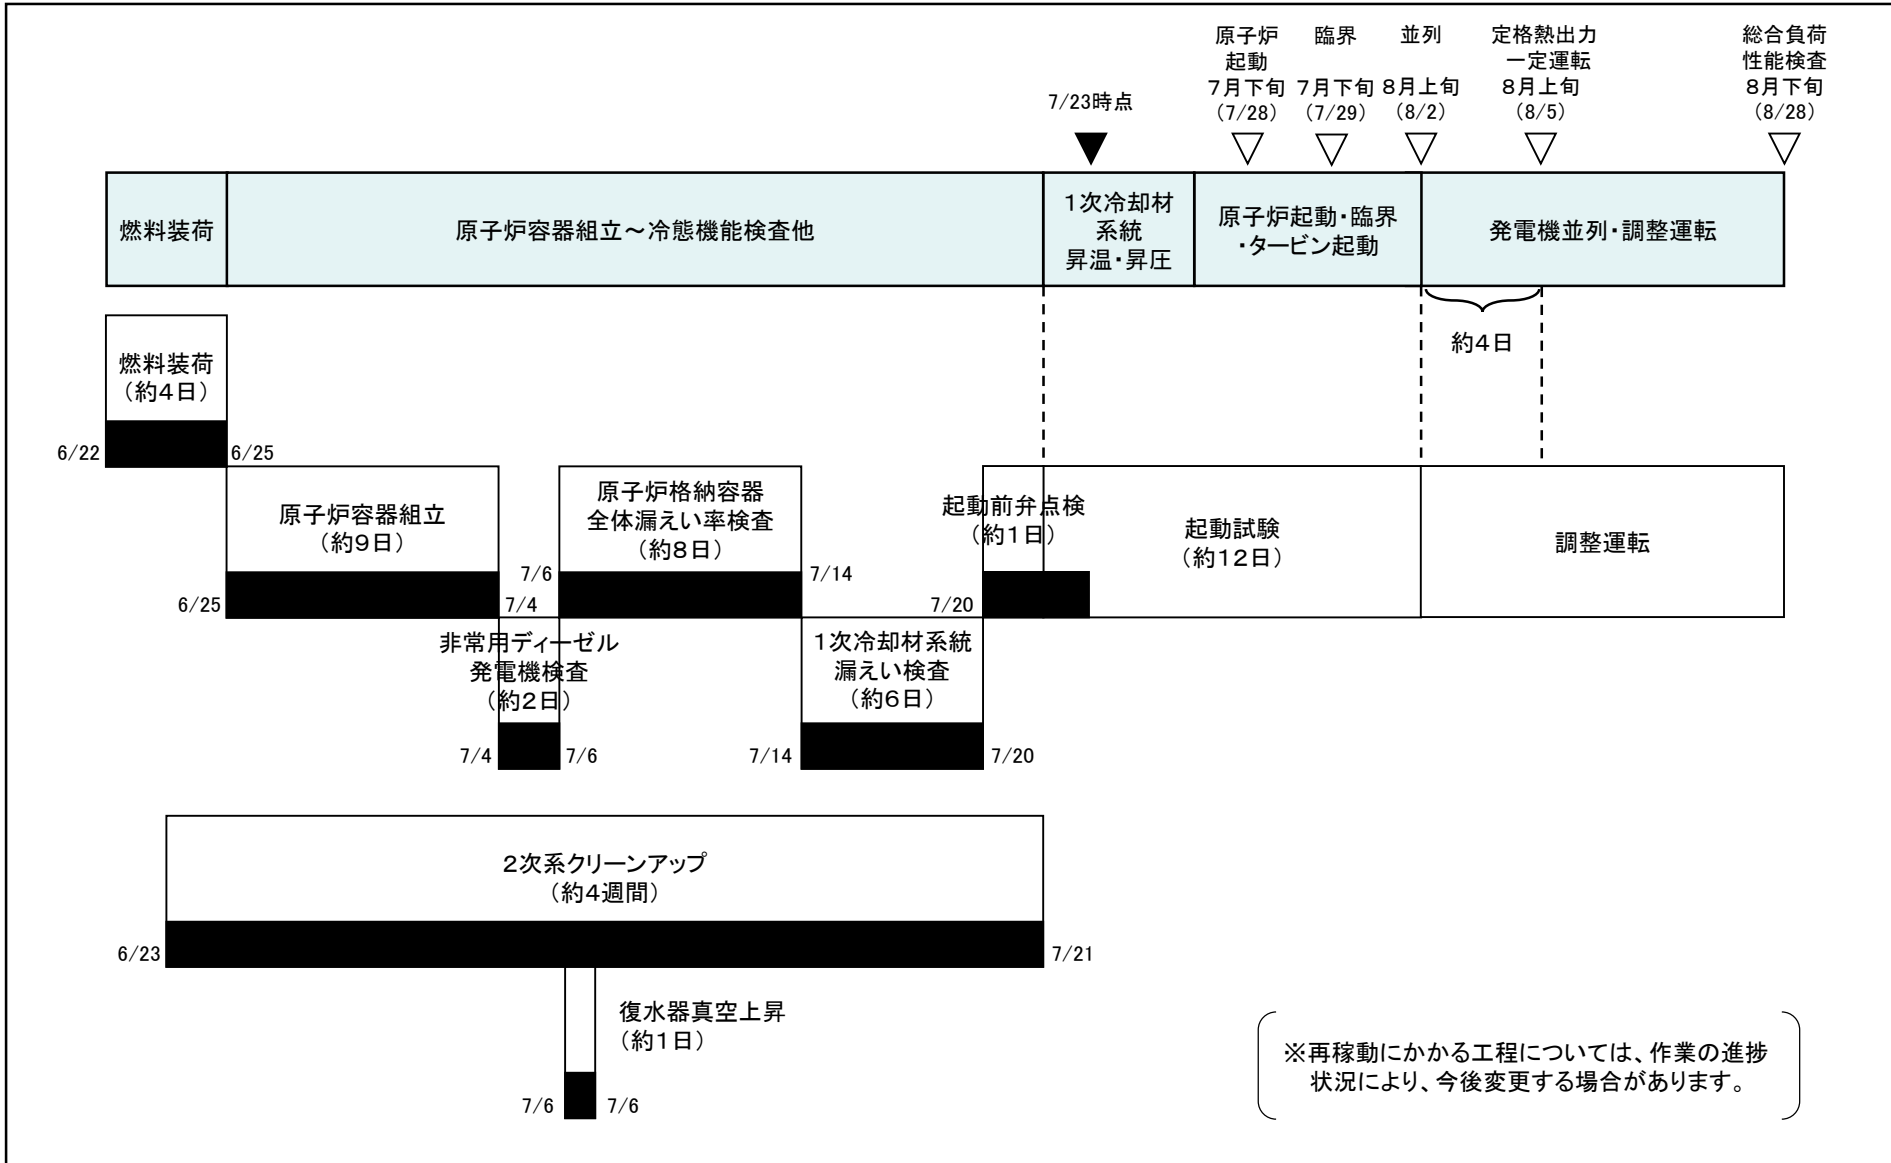 原子炉
起動
7月下旬
(7/28)
臨界
7月下旬
(7/29)
並列
8月上旬
(8/2)
定格熱出力
一定運転
8月上旬
(8/5)
総合負荷
性能検査
8月下旬
(8/28)
7/23時点
燃料装荷
原子炉容器組立～冷態機能検査他
1次冷却材
系統
昇温・昇圧
原子炉起動・臨界
・タービン起動
発電機並列・調整運転
約4日
燃料装荷
（約4日）
6/22
6/25
原子炉容器組立
（約9日）
6/25
7/4
原子炉格納容器
全体漏えい率検査
（約8日）
7/6
7/14
起動前弁点検
（約1日）
7/20
起動試験
（約12日）
調整運転
非常用ディーゼル
発電機検査
（約2日）
7/4
7/6
1次冷却材系統
漏えい検査
（約6日）
7/14
7/20
2次系クリーンアップ
（約4週間）
6/23
7/21
復水器真空上昇
（約1日）
7/6
7/6
※再稼動にかかる工程については、作業の進捗
状況により、今後変更する場合があります。